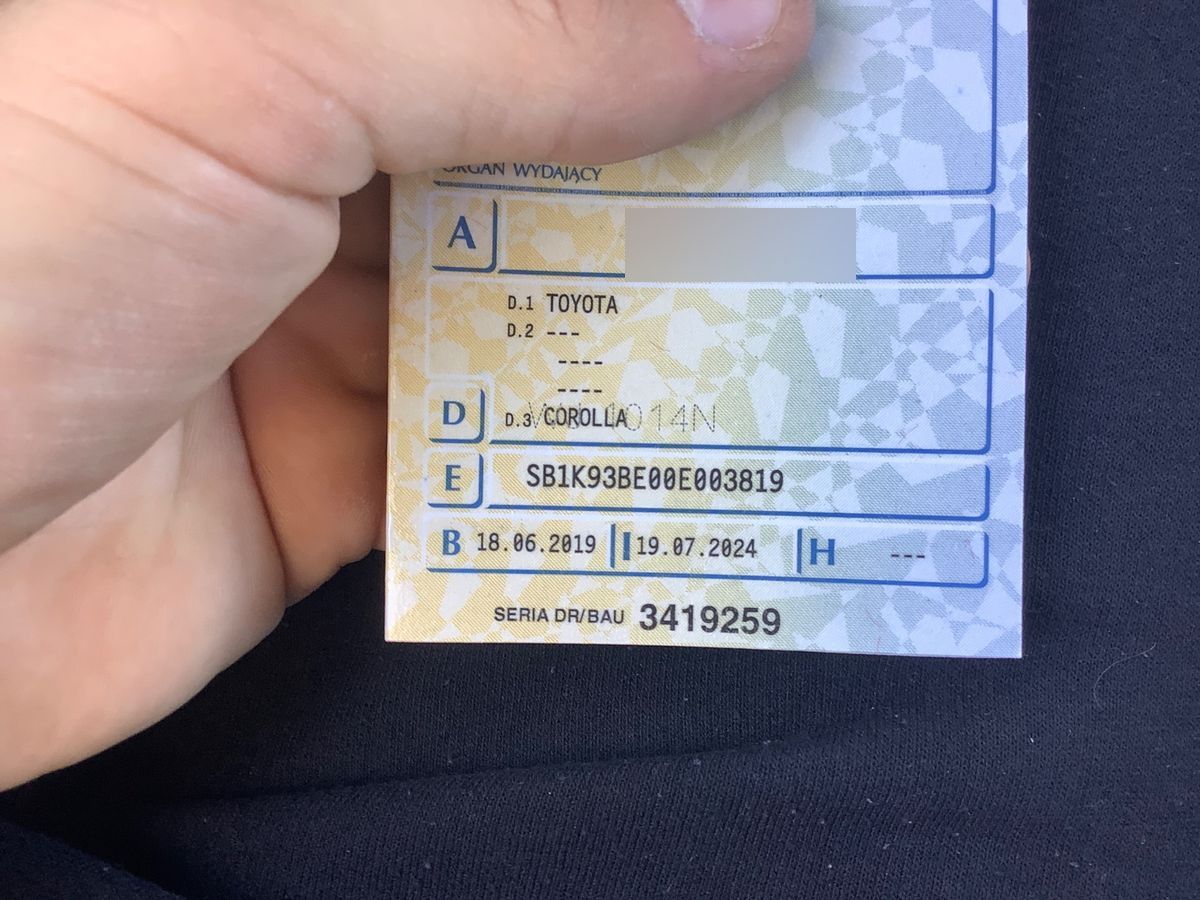 ORGAN WYDAJĄCY
A
D.1 TOYOTA
D.2 ---
----
----
D D.3 COROLLA
E SB1K93BE00E003819
B 18.06.2019 I 19.07.2024 H ---
SERIA DR/BAU 3419259